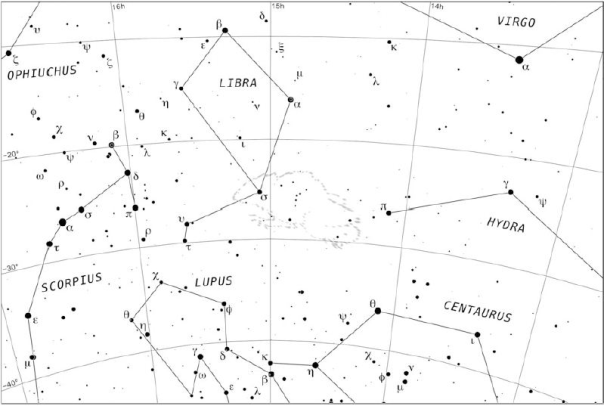 16h 15h 14h
VIRGO
υ ψ ζ ζ
β δ ε ξ
κ α
OPHIUCHUS
γ LIBRA μ λ
η ν α
φ θ
χ ν β κ ι
-20°
ψ λ
ω ρ δ
σ π σ γ ψ
α υ π
HYDRA
τ ρ τ
-30°
SCORPIUS
LUPUS
χ
CENTAURUS
ε θ η φ ψ θ ι
μ γ δ κ χ
ω β η φ ν μ
-40°
ε λ